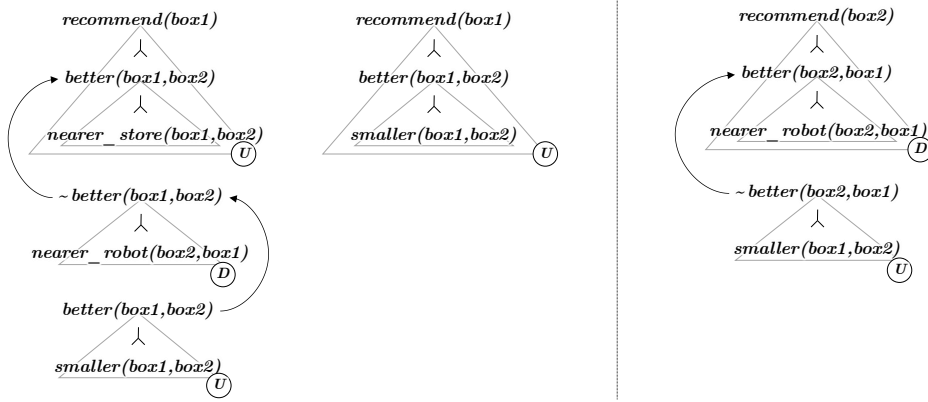 recommend(box1)
better(box1,box2)
nearer_store(box1,box2)
U
~better(box1,box2)
nearer_robot(box2,box1)
D
better(box1,box2)
smaller(box1,box2)
U
recommend(box1)
better(box1,box2)
smaller(box1,box2)
U
recommend(box2)
better(box2,box1)
nearer_robot(box2,box1)
D
~better(box2,box1)
smaller(box1,box2)
U